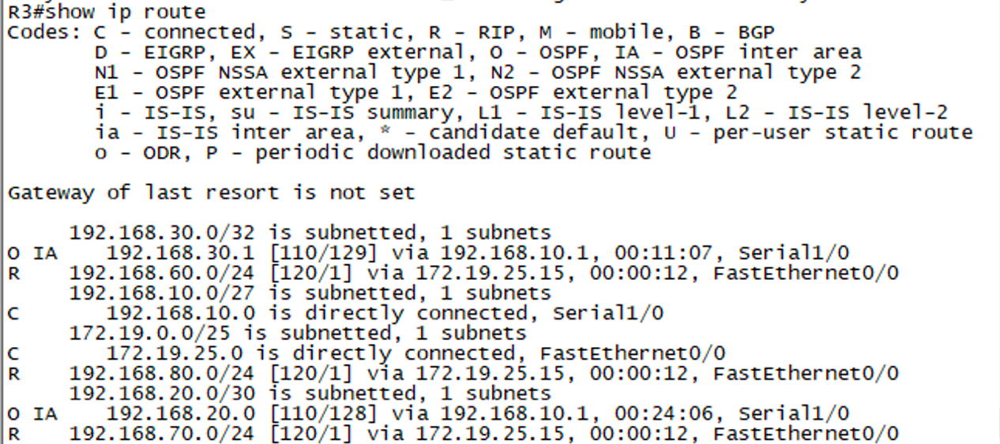 R3#show ip route
Codes: C - connected, S - static, R - RIP, M - mobile, B - BGP
       D - EIGRP, EX - EIGRP external, O - OSPF, IA - OSPF inter area
       N1 - OSPF NSSA external type 1, N2 - OSPF NSSA external type 2
       E1 - OSPF external type 1, E2 - OSPF external type 2
       i - IS-IS, su - IS-IS summary, L1 - IS-IS level-1, L2 - IS-IS level-2
       ia - IS-IS inter area, * - candidate default, U - per-user static route
       o - ODR, P - periodic downloaded static route
Gateway of last resort is not set
     192.168.30.0/32 is subnetted, 1 subnets
O IA    192.168.30.1 [110/129] via 192.168.10.1, 00:11:07, Serial1/0
R    192.168.60.0/24 [120/1] via 172.19.25.15, 00:00:12, FastEthernet0/0
     192.168.10.0/27 is subnetted, 1 subnets
C       192.168.10.0 is directly connected, Serial1/0
     172.19.0.0/25 is subnetted, 1 subnets
C       172.19.25.0 is directly connected, FastEthernet0/0
R    192.168.80.0/24 [120/1] via 172.19.25.15, 00:00:12, FastEthernet0/0
     192.168.20.0/30 is subnetted, 1 subnets
O IA    192.168.20.0 [110/128] via 192.168.10.1, 00:24:06, Serial1/0
R    192.168.70.0/24 [120/1] via 172.19.25.15, 00:00:12, FastEthernet0/0